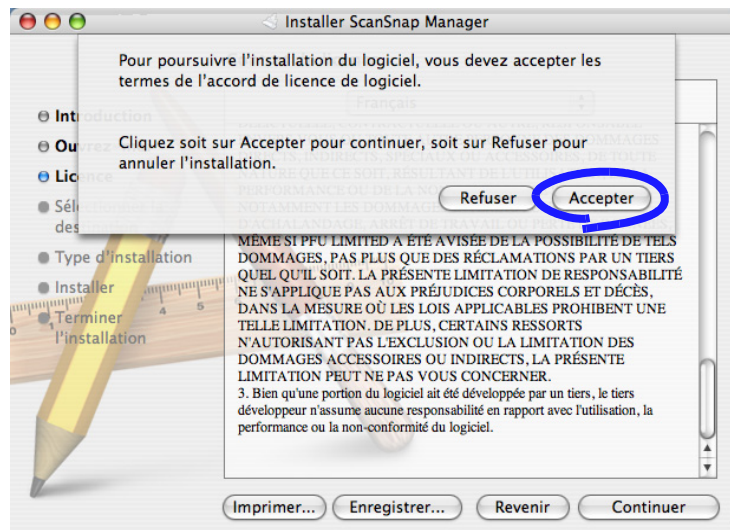 Installer ScanSnap Manager
Pour poursuivre l'installation du logiciel, vous devez accepter les
termes de l'accord de licence de logiciel.
Cliquez soit sur Accepter pour continuer, soit sur Refuser pour
annuler l'installation.
Refuser
Accepter
Introduction
Licence
des
Type d'installation
Installer
Terminer
l'installation
Français
MÊME SI PFU LIMITED A ÉTÉ AVISÉE DE LA POSSIBILITÉ DE TELS
DOMMAGES, PAS PLUS QUE DES RÉCLAMATIONS PAR UN TIERS
QUEL QU'IL SOIT. LA PRÉSENTE LIMITATION DE RESPONSABILITÉ
NE S'APPLIQUE PAS AUX PRÉJUDICES CORPORELS ET DÉCÈS,
DANS LA MESURE OÙ LES LOIS APPLICABLES PROHIBENT UNE
TELLE LIMITATION. DE PLUS, CERTAINS RESSORTS
N'AUTORISANT PAS L'EXCLUSION OU LA LIMITATION DES
DOMMAGES ACCESSOIRES OU INDIRECTS, LA PRÉSENTE
LIMITATION PEUT NE PAS VOUS CONCERNER.
3. Bien qu'une portion du logiciel ait été développée par un tiers, le tiers
développeur n'assume aucune responsabilité en rapport avec l'utilisation, la
performance ou la non-conformité du logiciel.
4 5
Imprimer... Enregistrer... Revenir Continuer